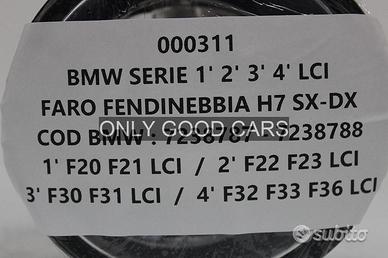 000311
BMW SERIE 1' 2' 3' 4' LCI
FARO FENDINEBBIA H7 SX-DX
ONLY GOOD CARS
COD BMW : 7238787 - 7238788
1' F20 F21 LCI / 2' F22 F23 LCI
3' F30 F31 LCI / 4' F32 F33 F36 LCI
subito